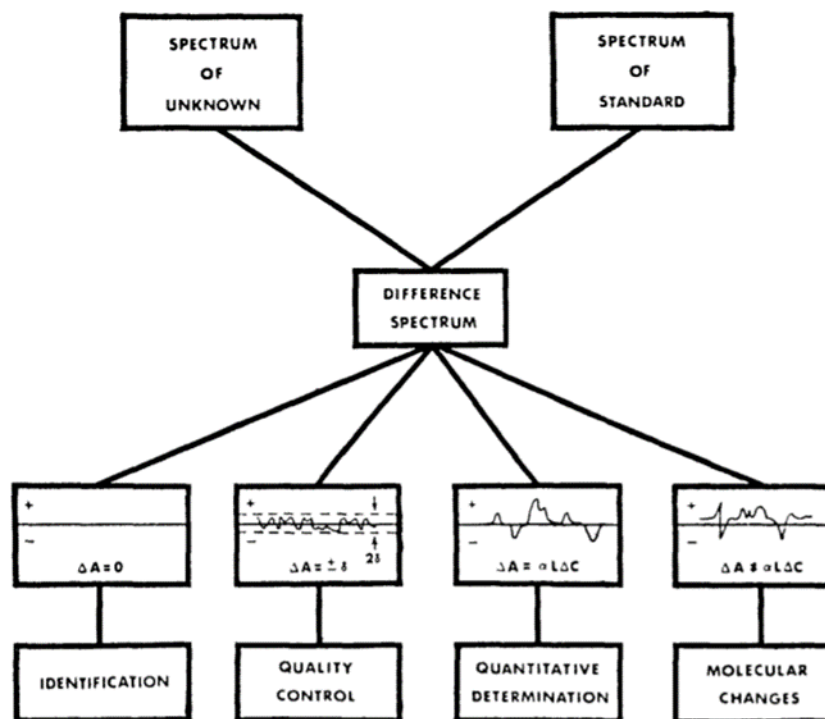 SPECTRUM
OF
UNKNOWN
SPECTRUM
OF
STANDARD
DIFFERENCE
SPECTRUM
+
−
ΔA = 0
+
−
ΔA = ± δ
2δ
+
−
ΔA = αLΔC
+
−
ΔA ≠ αLΔC
IDENTIFICATION
QUALITY
CONTROL
QUANTITATIVE
DETERMINATION
MOLECULAR
CHANGES